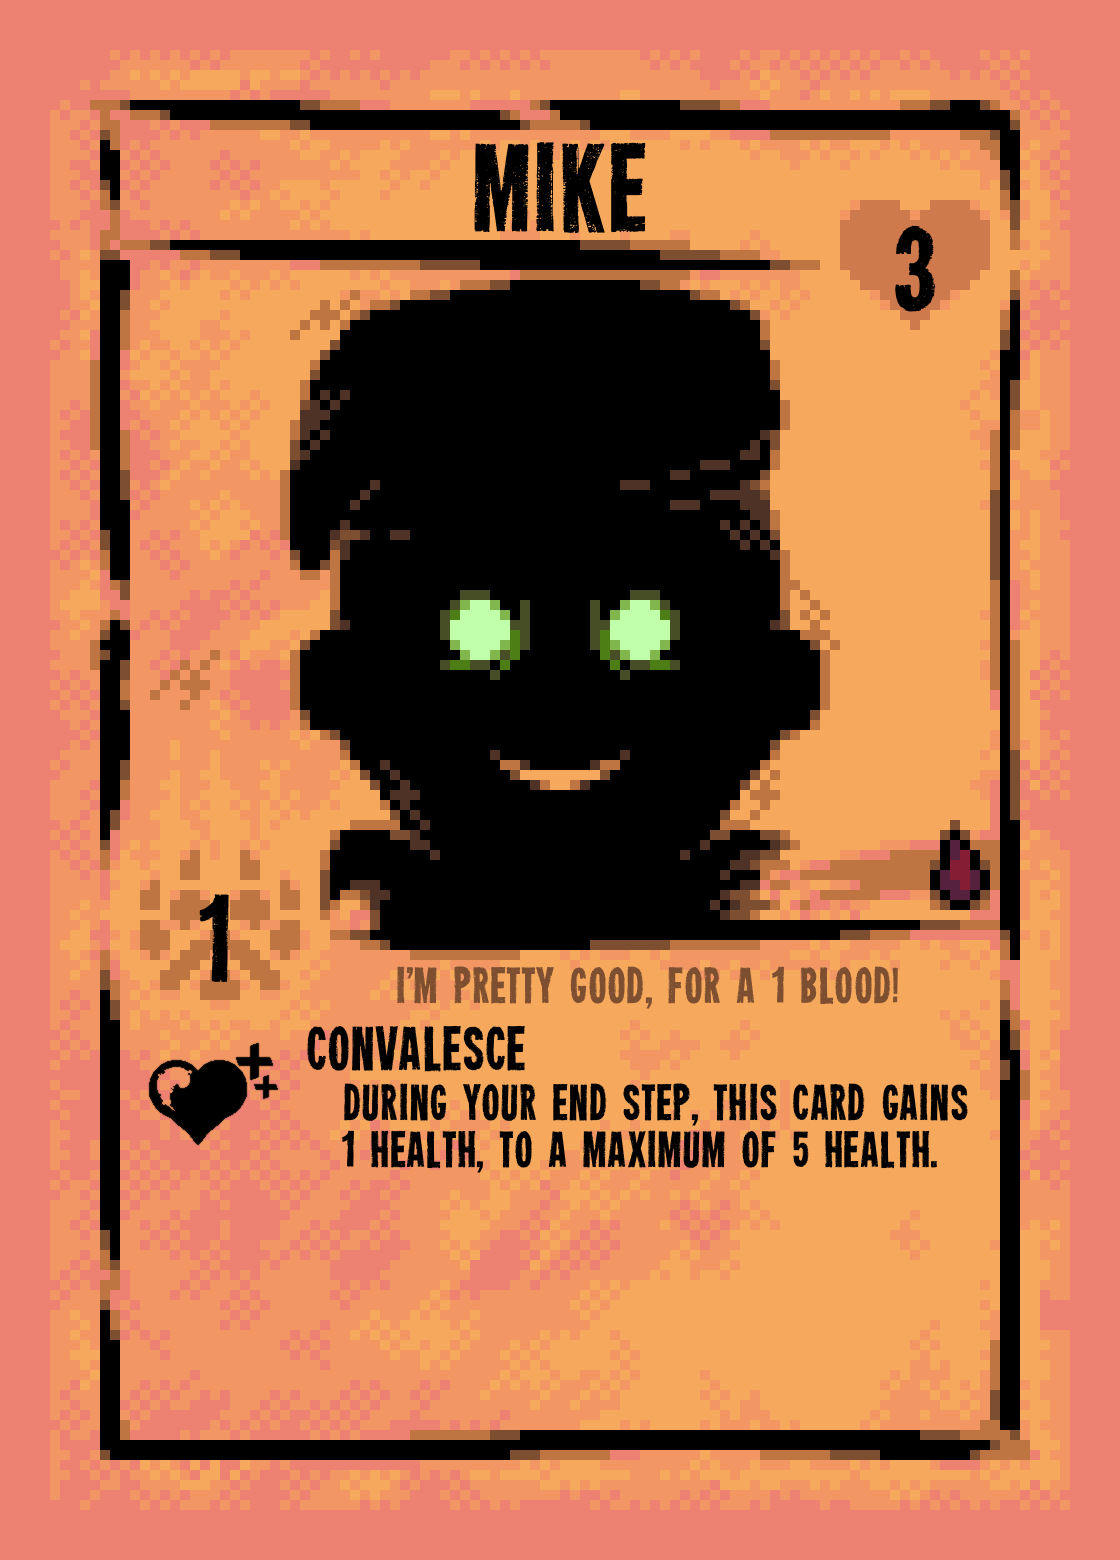 MIKE
3
1
I'M PRETTY GOOD, FOR A 1 BLOOD!
CONVALESCE
DURING YOUR END STEP, THIS CARD GAINS
1 HEALTH, TO A MAXIMUM OF 5 HEALTH.